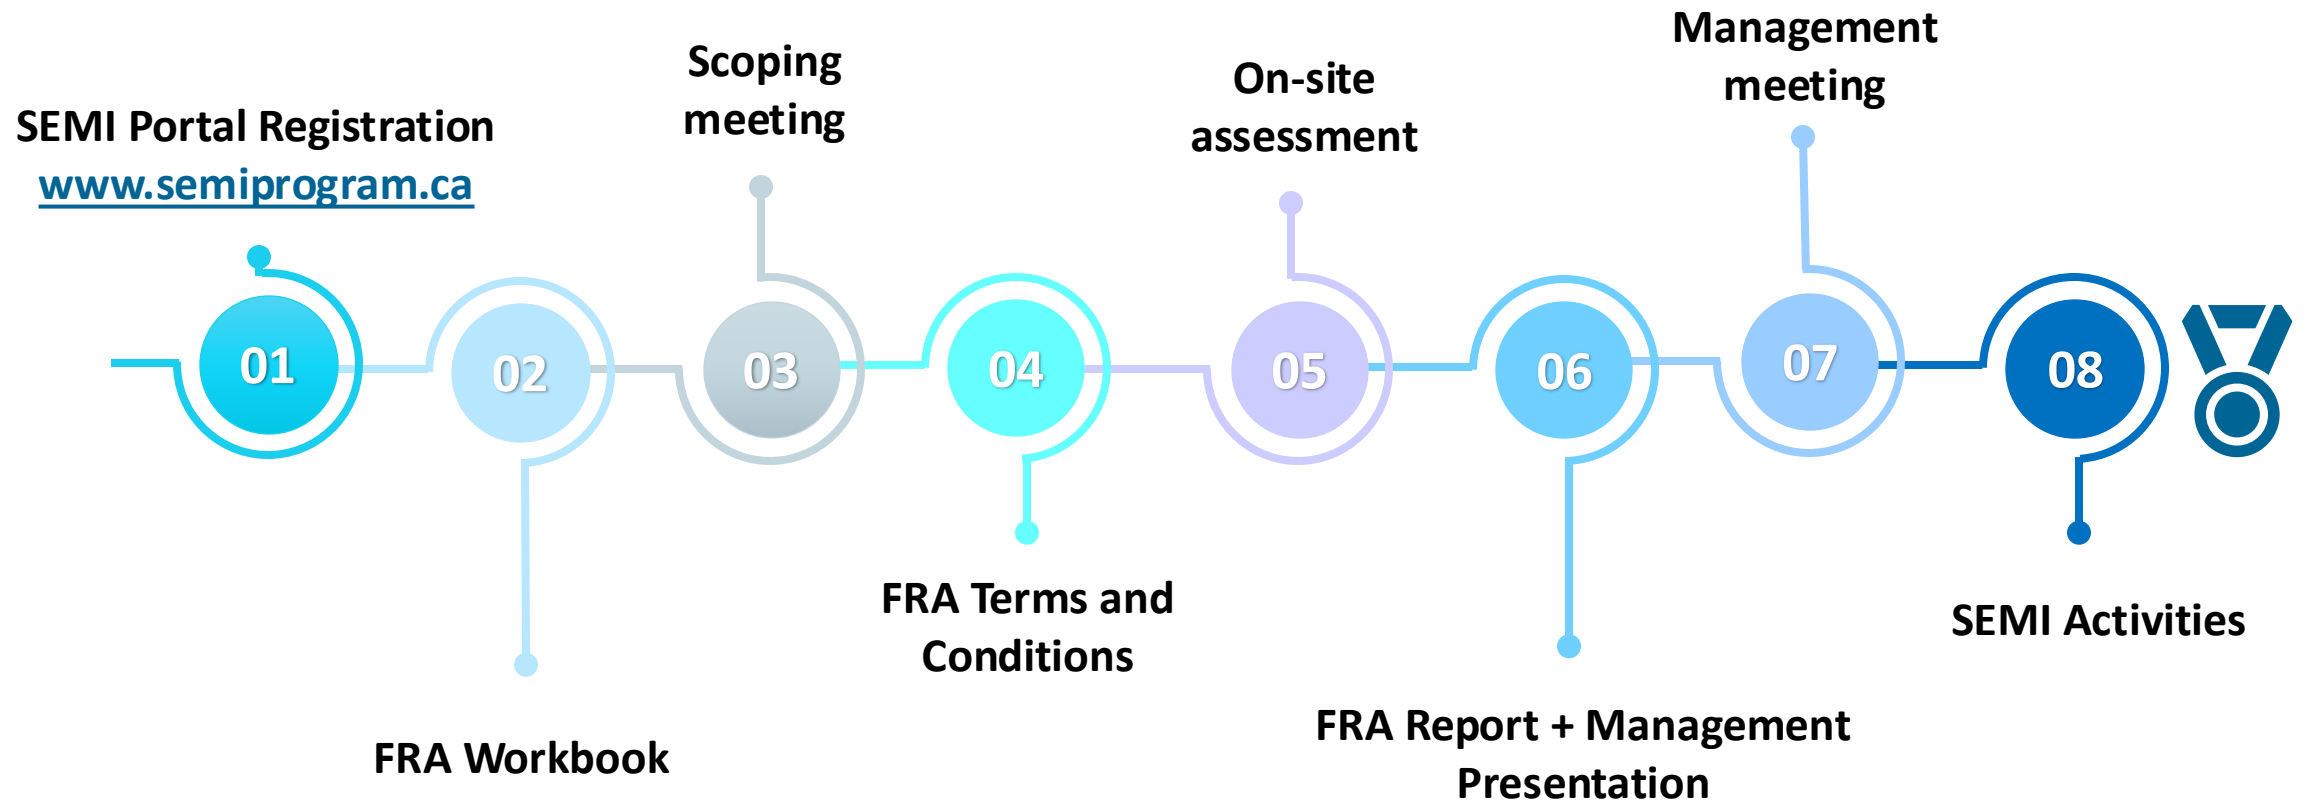 SEMI Portal Registration
www.semiprogram.ca
01
FRA Workbook
02
Scoping
meeting
03
FRA Terms and
Conditions
04
On-site
assessment
05
FRA Report + Management
Presentation
06
Management
meeting
07
SEMI Activities
08